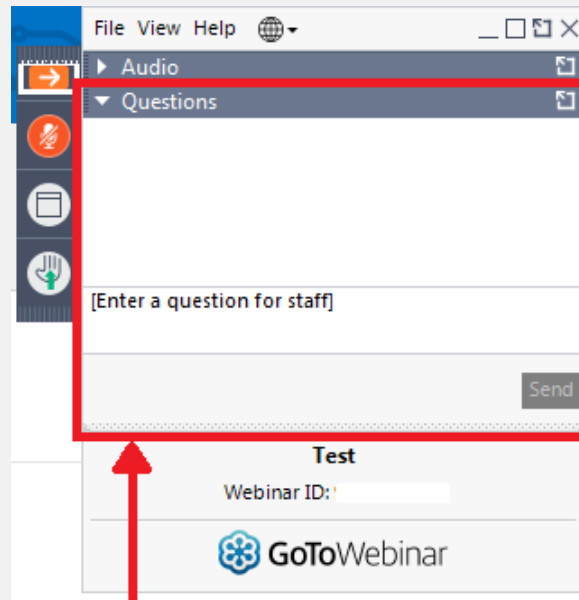 File View Help
Audio
Questions
[Enter a question for staff]
Send
Test
Webinar ID:
GoToWebinar